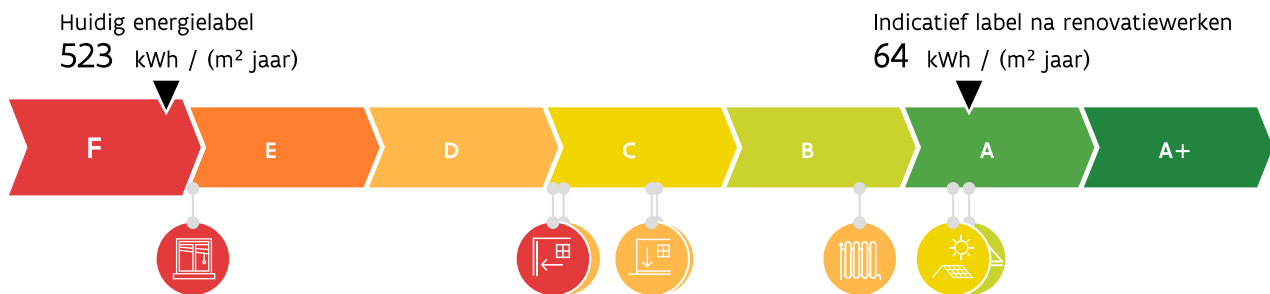 Huidig energielabel
523 kWh / (m² jaar)
Indicatief label na renovatiewerken
64 kWh / (m² jaar)
F E D C B A A+